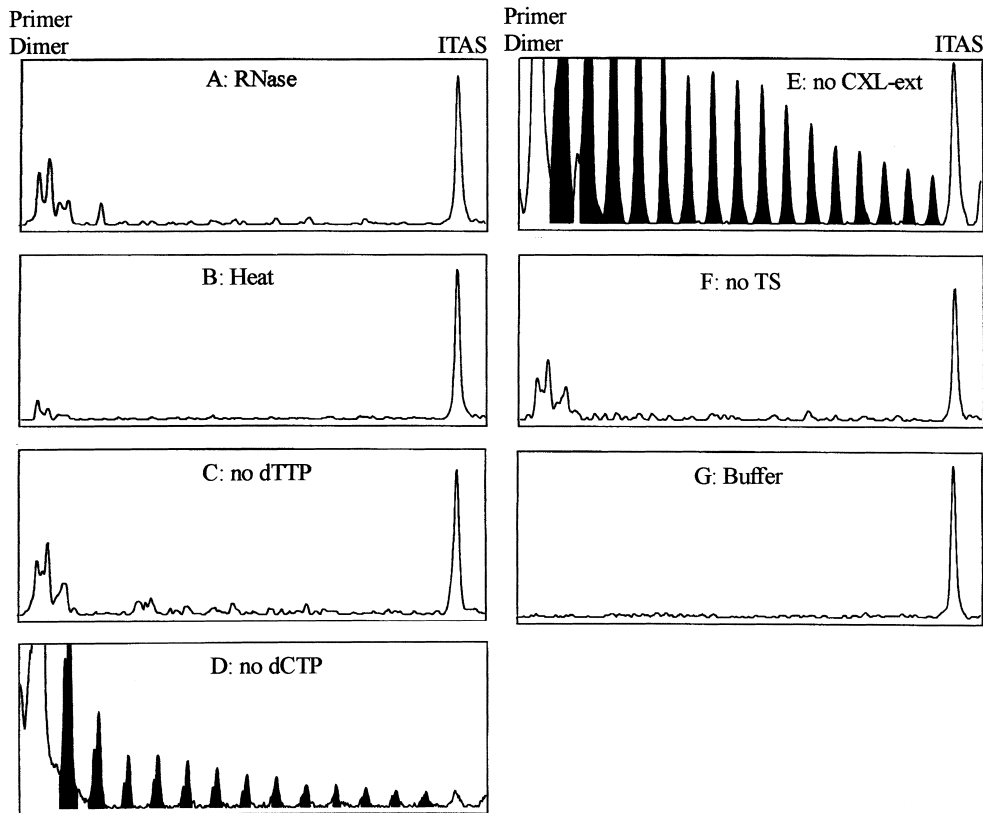 Primer
Dimer
ITAS
A: RNase
B: Heat
C: no dTTP
D: no dCTP
Primer
Dimer
ITAS
E: no CXL-ext
F: no TS
G: Buffer